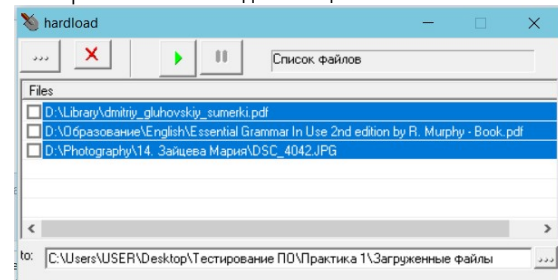 hardload
...
Список файлов
Files
D:\Library\dmitriy_gluhovskiy_sumerki.pdf
D:\Образование\English\Essential Grammar In Use 2nd edition by R. Murphy - Book.pdf
D:\Photography\14. Зайцева Мария\DSC_4042.JPG
to: C:\Users\USER\Desktop\Тестирование ПО\Практика 1\Загруженные файлы ...